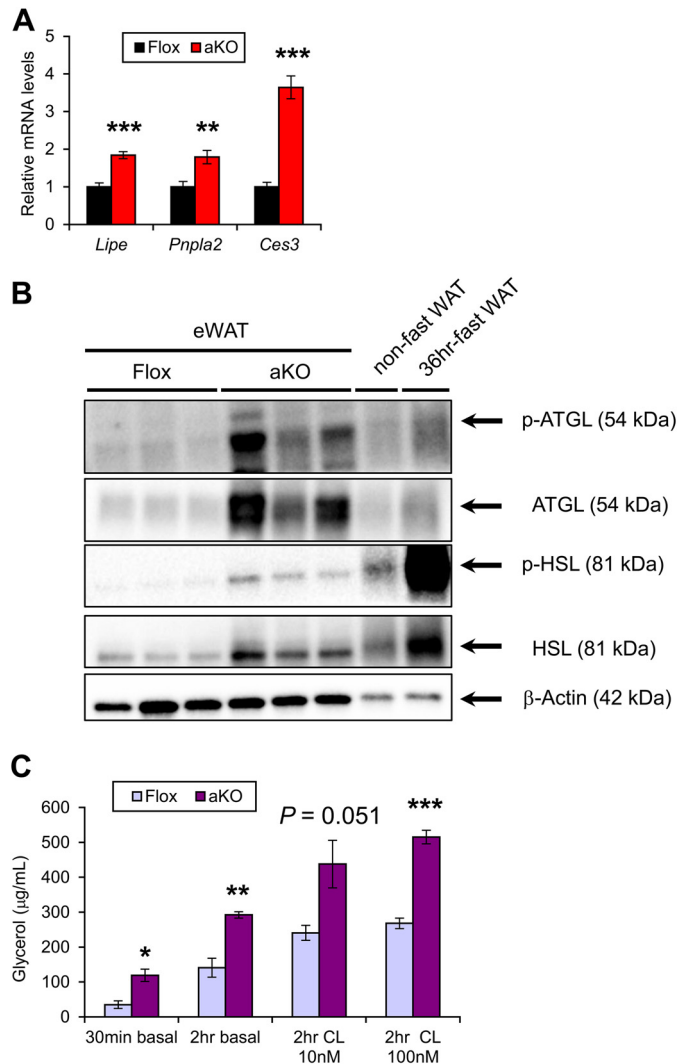 A
Relative mRNA levels
5
4
3
2
1
0
Flox aKO
***
**
***
Lipe Pnpla2 Ces3
B
eWAT
Flox aKO
non-fast WAT
36hr-fast WAT
p-ATGL (54 kDa)
ATGL (54 kDa)
p-HSL (81 kDa)
HSL (81 kDa)
β-Actin (42 kDa)
C
Flox aKO
Glycerol (μg/mL)
600
500
400
300
200
100
0
*
**
P = 0.051
***
30min basal 2hr basal 2hr CL 2hr CL
10nM 100nM